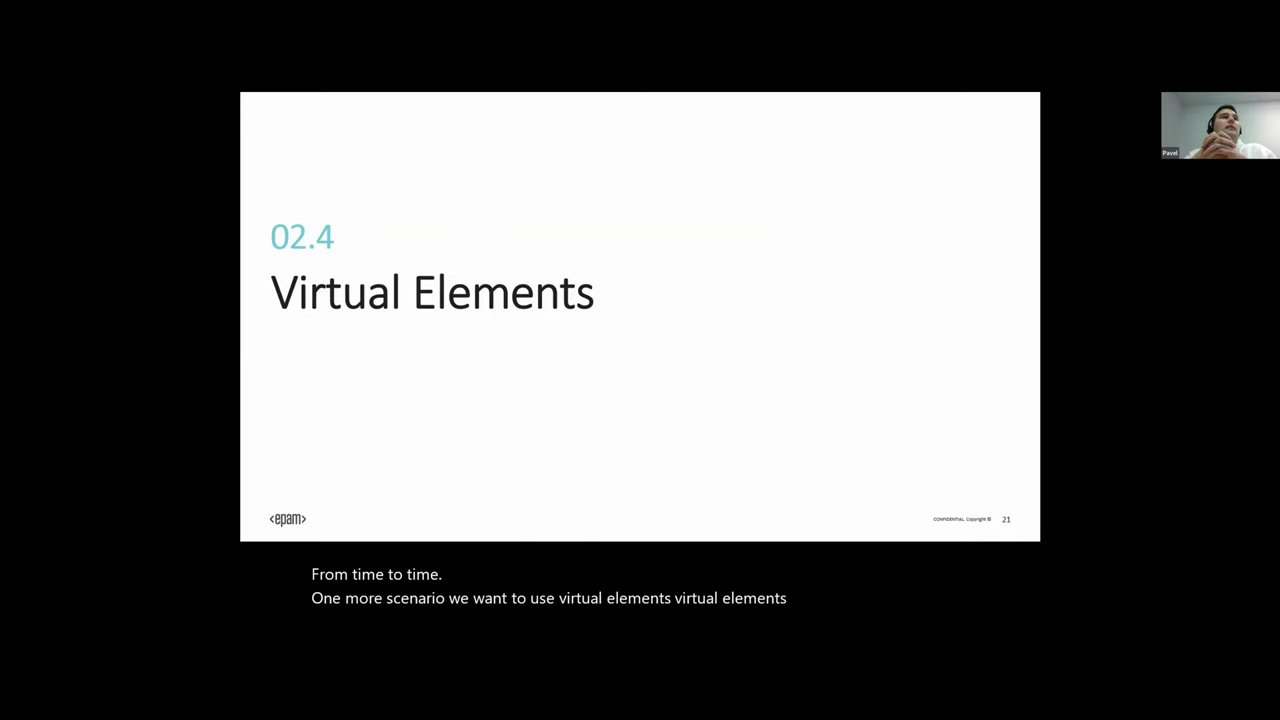 Pavel
02.4
Virtual Elements
<epam>
CONFIDENTIAL. Copyright ©
21
From time to time.
One more scenario we want to use virtual elements virtual elements